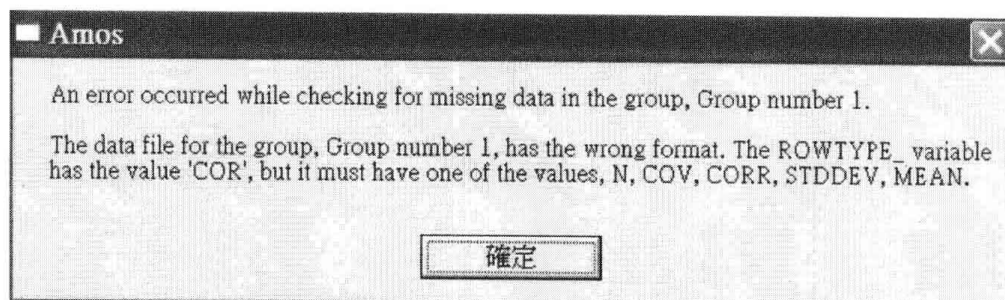 Amos
An error occurred while checking for missing data in the group, Group number 1.
The data file for the group, Group number 1, has the wrong format. The ROWTYPE_ variable
has the value 'COR', but it must have one of the values, N, COV, CORR, STDDEV, MEAN.
確定